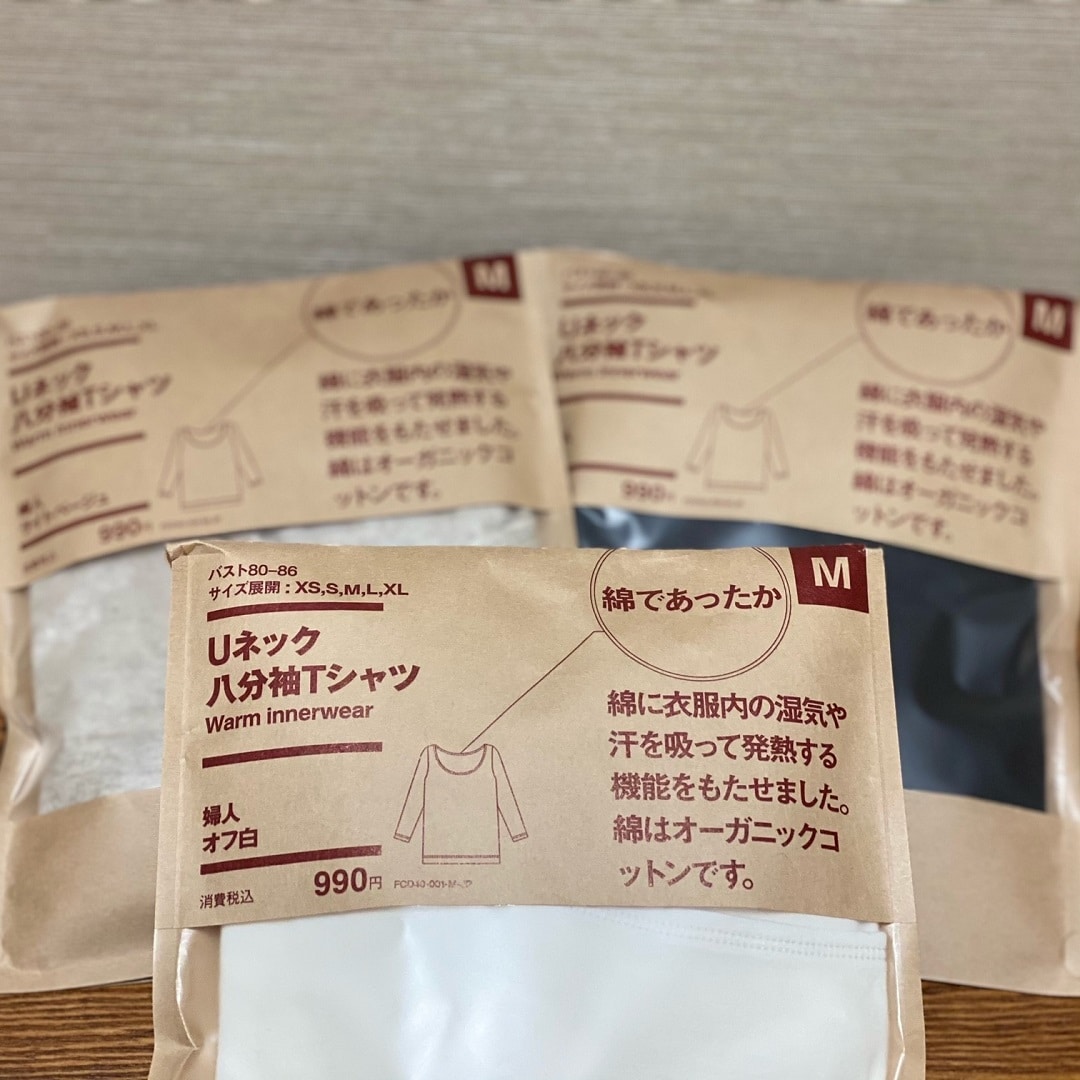 綿であったか
M
Uネック
八分袖Tシャツ
Warm innerwear
綿に衣服内の湿気や
汗を吸って発熱する
機能をもたせました。
綿はオーガニックコ
ットンです。
婦人
ライトベージュ
990円
綿であったか
M
Uネック
八分袖Tシャツ
Warm innerwear
綿に衣服内の湿気や
汗を吸って発熱する
機能をもたせました。
綿はオーガニックコ
ットンです。
990円
バスト80–86
サイズ展開：XS,S,M,L,XL
綿であったか
M
Uネック
八分袖Tシャツ
Warm innerwear
綿に衣服内の湿気や
汗を吸って発熱する
機能をもたせました。
綿はオーガニックコ
ットンです。
婦人
オフ白
消費税込
990円